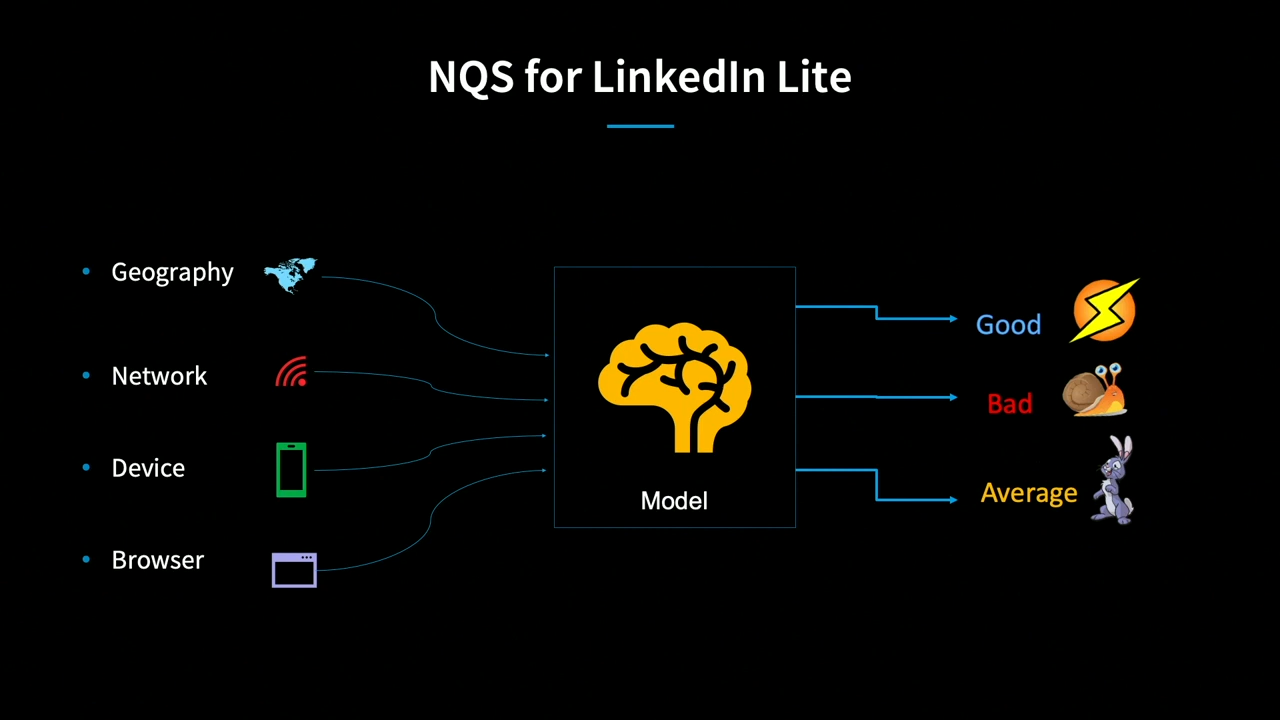 NQS for LinkedIn Lite
Geography
Network
Device
Browser
Model
Good
Bad
Average